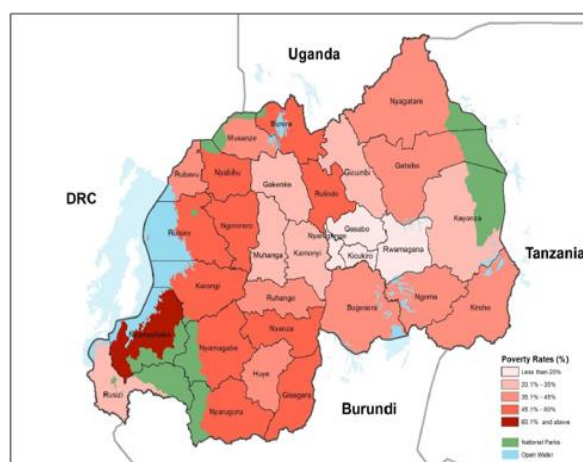 Uganda
Nyagatare
Burera
Musanze
Rubavu
Nyabihu
Gakenke
Rulindo
Gicumbi
Gatsibo
DRC
Rutsiro
Ngororero
Gasabo
Nyarugenge
Kicukiro
Rwamagana
Kayonza
Muhanga
Kamonyi
Tanzania
Karongi
Ruhango
Bugesera
Ngoma
Kirehe
Nyanza
Nyamagabe
Huye
Gisagara
Rusizi
Nyaruguru
Burundi
Poverty Rates (%)
Less than 20%
20.1% - 35%
35.1% - 45%
45.1% - 60%
60.1% and above
National Parks
Open Water